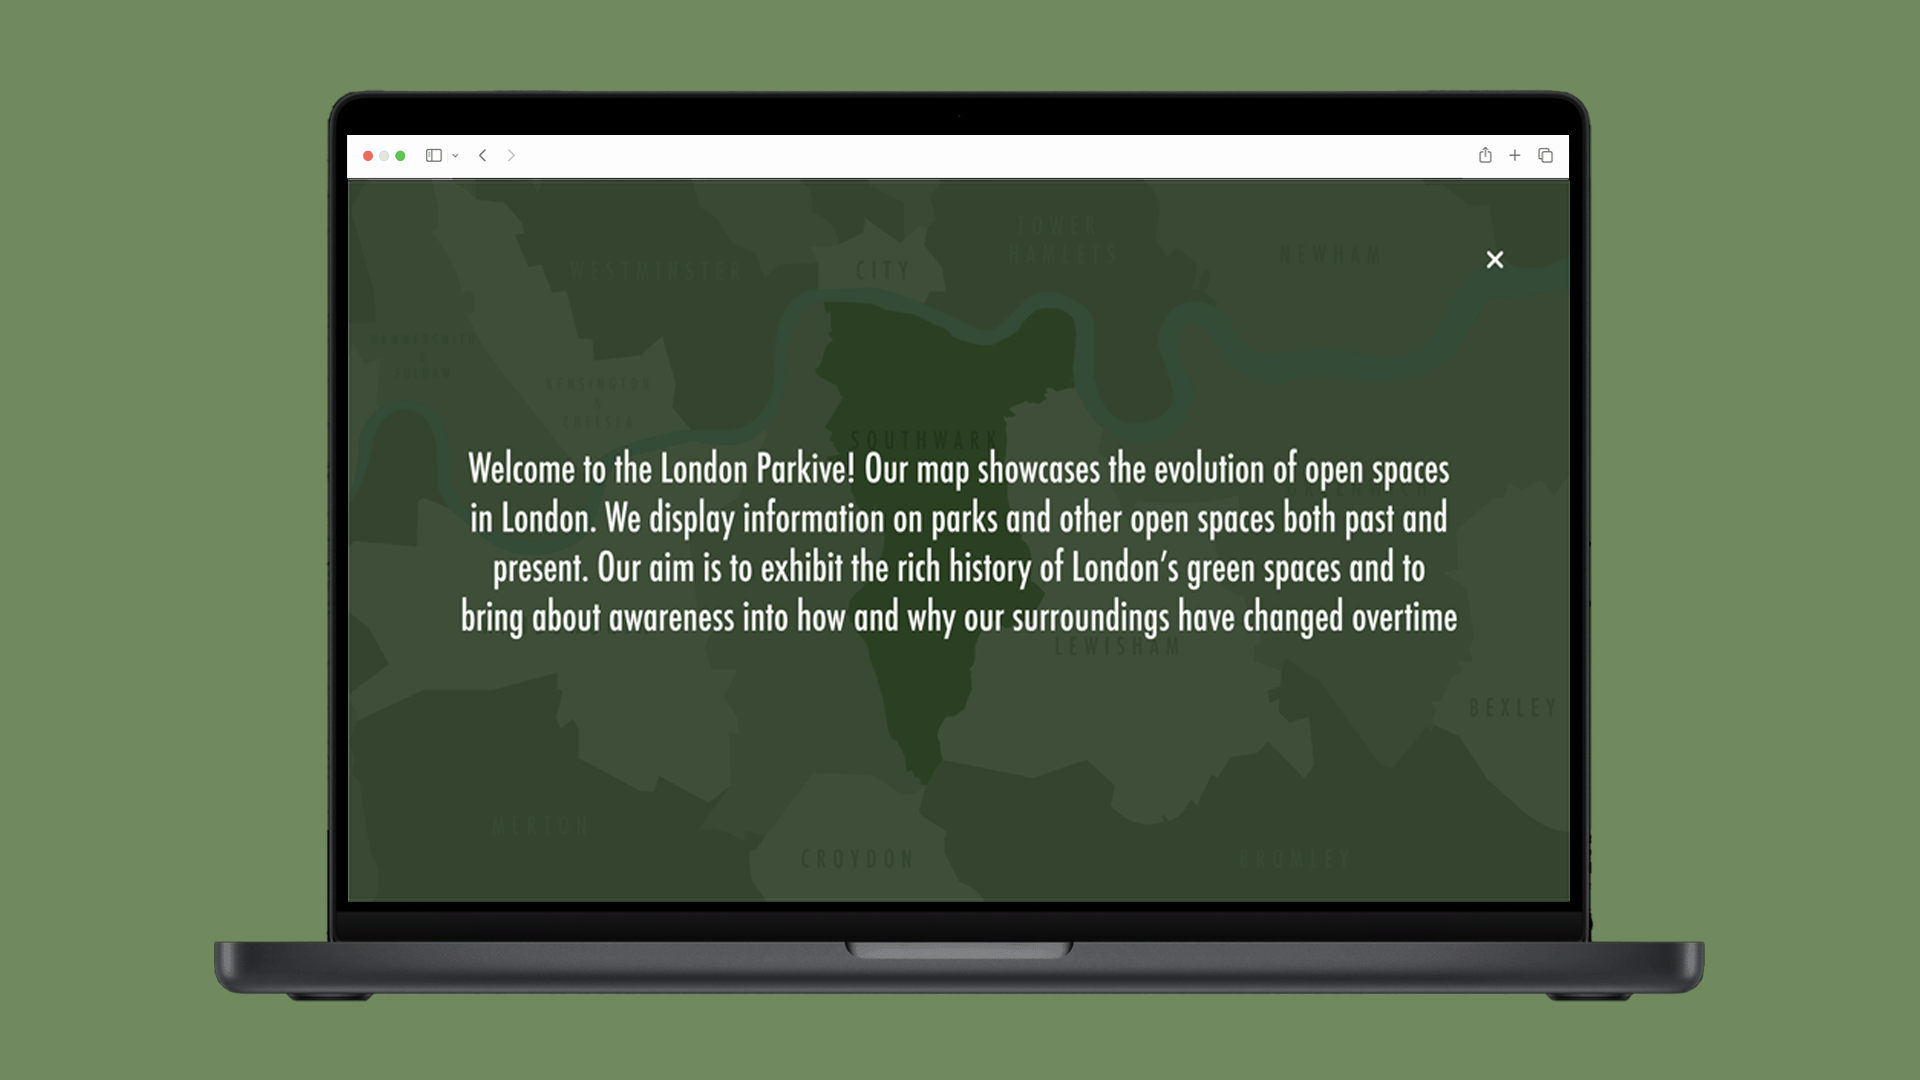 TOWER
HAMLETS
NEWHAM
WESTMINSTER
CITY
HAMMERSMITH
&
FULHAM
KENSINGTON
&
CHELSEA
SOUTHWARK
Welcome to the London Parkive! Our map showcases the evolution of open spaces
in London. We display information on parks and other open spaces both past and
present. Our aim is to exhibit the rich history of London’s green spaces and to
bring about awareness into how and why our surroundings have changed overtime
LEWISHAM
BEXLEY
MERTON
CROYDON
BROMLEY